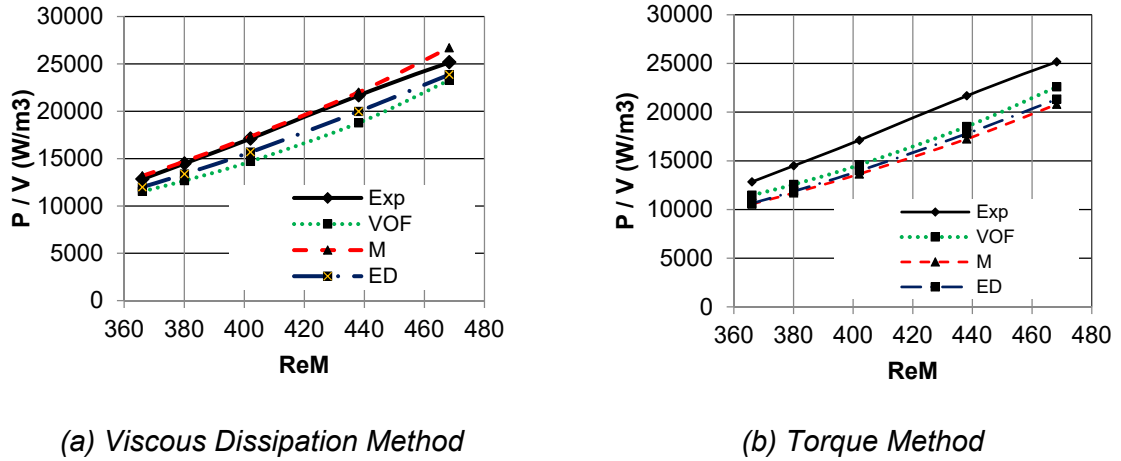 30000
25000
20000
15000
10000
5000
0
P / V (W/m3)
Exp
VOF
M
ED
360 380 400 420 440 460 480
ReM
(a) Viscous Dissipation Method
30000
25000
20000
15000
10000
5000
0
P / V (W/m3)
Exp
VOF
M
ED
360 380 400 420 440 460 480
ReM
(b) Torque Method